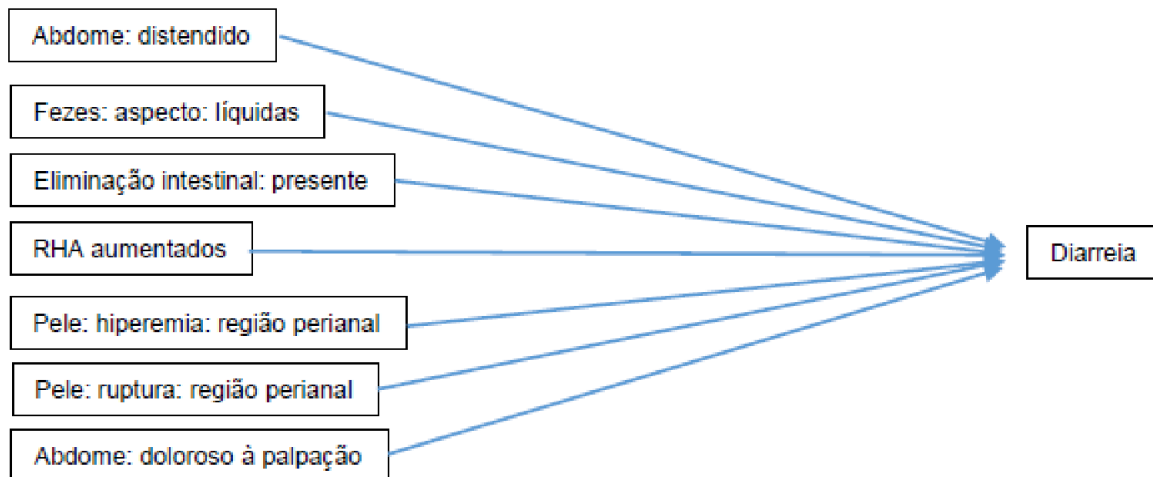 Abdome: distendido
Fezes: aspecto: líquidas
Eliminação intestinal: presente
RHA aumentados
Diarreia
Pele: hiperemia: região perianal
Pele: ruptura: região perianal
Abdome: doloroso à palpação